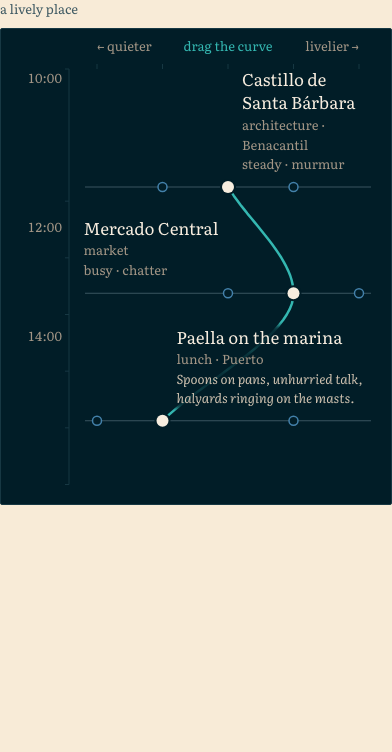 a lively place
← quieter drag the curve livelier →
10:00
Castillo de
Santa Bárbara
architecture ·
Benacantil
steady · murmur
12:00
Mercado Central
market
busy · chatter
14:00
Paella on the marina
lunch · Puerto
Spoons on pans, unhurried talk,
halyards ringing on the masts.